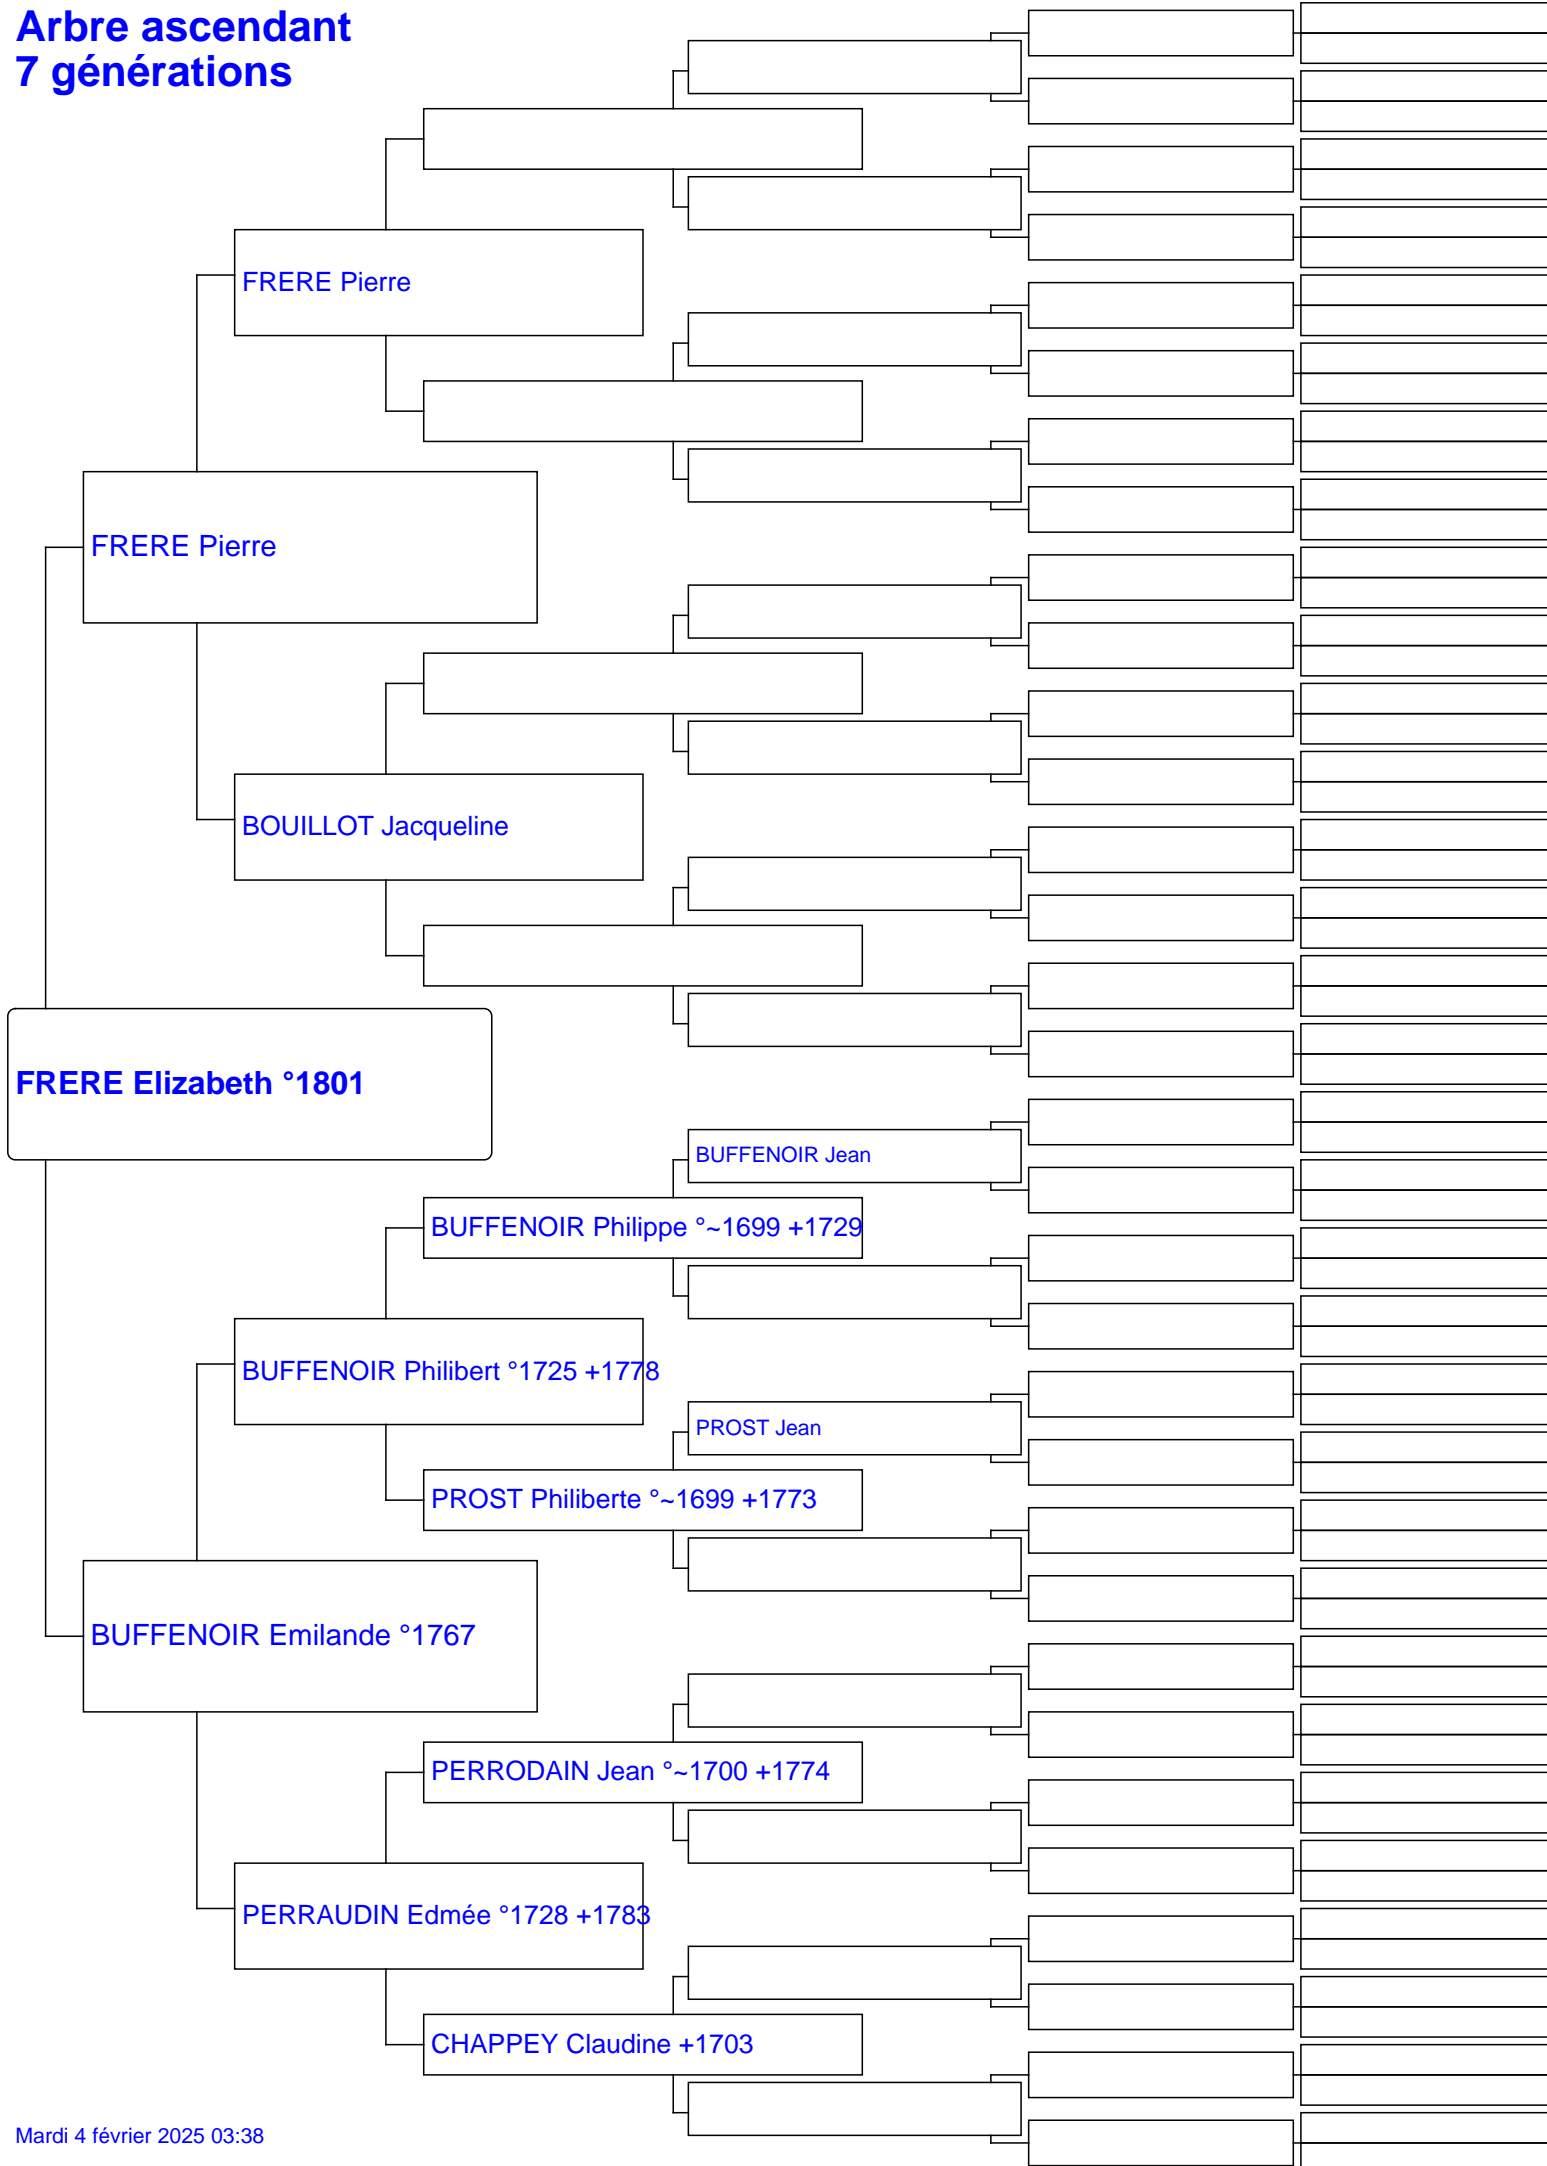 Arbre ascendant
7 générations
FRERE Pierre
FRERE Pierre
BOUILLOT Jacqueline
FRERE Elizabeth °1801
BUFFENOIR Jean
BUFFENOIR Philippe °~1699 +1729
BUFFENOIR Philibert °1725 +1778
PROST Jean
PROST Philiberte °~1699 +1773
BUFFENOIR Emilande °1767
PERRODAIN Jean °~1700 +1774
PERRAUDIN Edmée °1728 +1783
CHAPPEY Claudine +1703
Mardi 4 février 2025 03:38